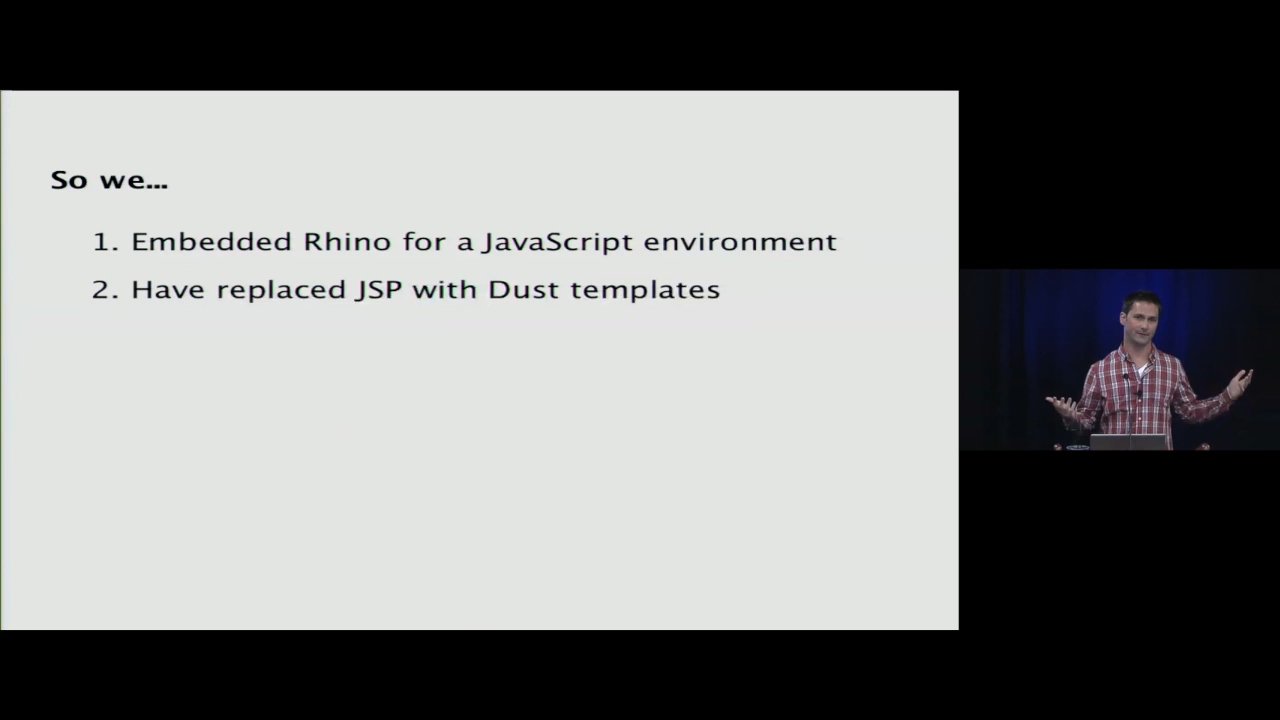 So we...
1. Embedded Rhino for a JavaScript environment
2. Have replaced JSP with Dust templates